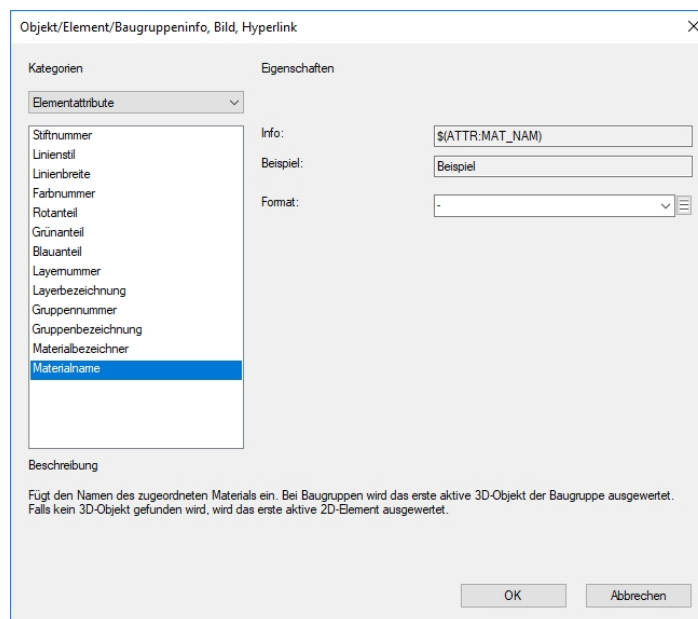 Objekt/Element/Baugruppeninfo, Bild, Hyperlink
Kategorien
Eigenschaften
Elementattribute
Stiftnummer
Linienstil
Linienbreite
Farbnummer
Rotanteil
Grünanteil
Blauanteil
Layernummer
Layerbezeichnung
Gruppennummer
Gruppenbezeichnung
Materialbezeichner
Materialname
Info:
$(ATTR:MAT_NAM)
Beispiel:
Beispiel
Format:
-
Beschreibung
Fügt den Namen des zugeordneten Materials ein. Bei Baugruppen wird das erste aktive 3D-Objekt der Baugruppe ausgewertet.
Falls kein 3D-Objekt gefunden wird, wird das erste aktive 2D-Element ausgewertet.
OK
Abbrechen